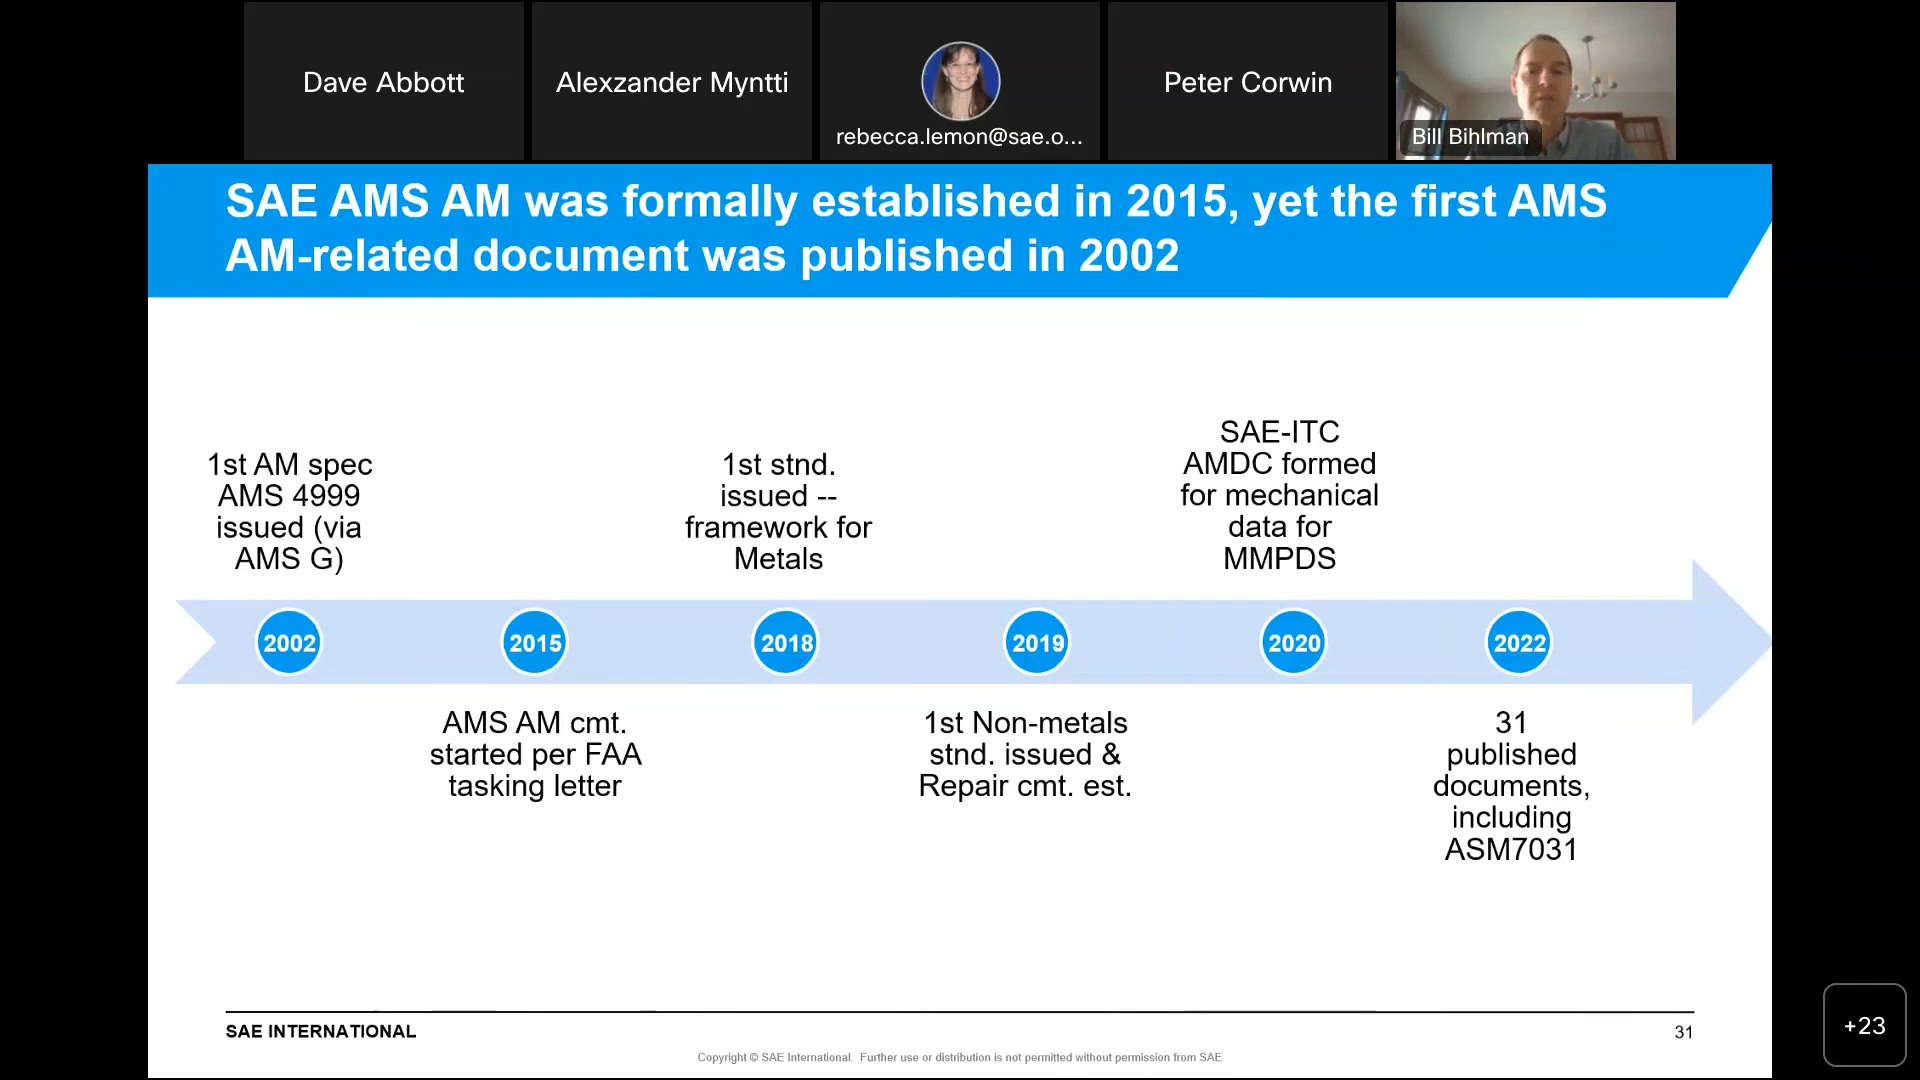 Dave Abbott
Alexzander Myntti
rebecca.lemon@sae.o...
Peter Corwin
Bill Bihlman
SAE AMS AM was formally established in 2015, yet the first AMS
AM-related document was published in 2002
1st AM spec
AMS 4999
issued (via
AMS G)
1st stnd.
issued --
framework for
Metals
SAE-ITC
AMDC formed
for mechanical
data for
MMPDS
2002
2015
2018
2019
2020
2022
AMS AM cmt.
started per FAA
tasking letter
1st Non-metals
stnd. issued &
Repair cmt. est.
31
published
documents,
including
ASM7031
SAE INTERNATIONAL
31
Copyright © SAE International. Further use or distribution is not permitted without permission from SAE
+23